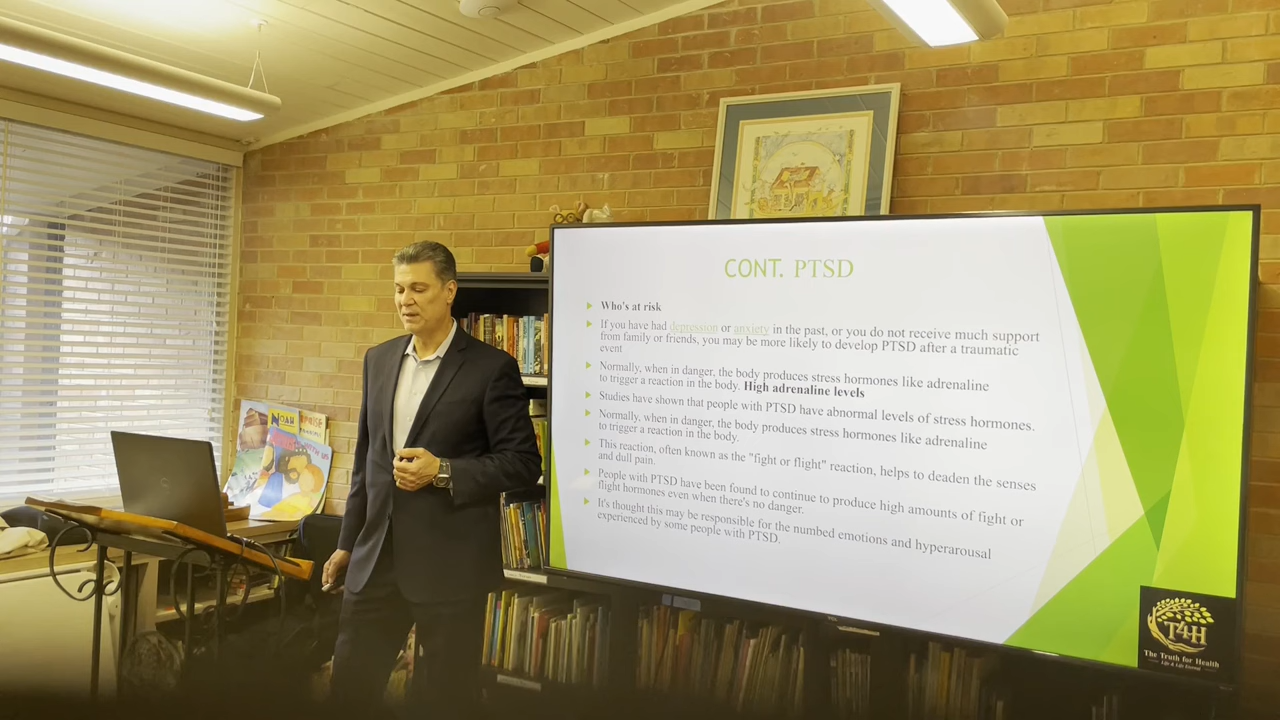 CONT. PTSD
Who's at risk
If you have had depression or anxiety in the past, or you do not receive much support
from family or friends, you may be more likely to develop PTSD after a traumatic
event
Normally, when in danger, the body produces stress hormones like adrenaline
to trigger a reaction in the body. High adrenaline levels
Studies have shown that people with PTSD have abnormal levels of stress hormones.
Normally, when in danger, the body produces stress hormones like adrenaline
to trigger a reaction in the body.
This reaction, often known as the "fight or flight" reaction, helps to deaden the senses
and dull pain.
People with PTSD have been found to continue to produce high amounts of fight or
flight hormones even when there's no danger.
It's thought this may be responsible for the numbed emotions and hyperarousal
experienced by some people with PTSD.
T4H
The Truth for Health
Life & Life Eternal
NOAH